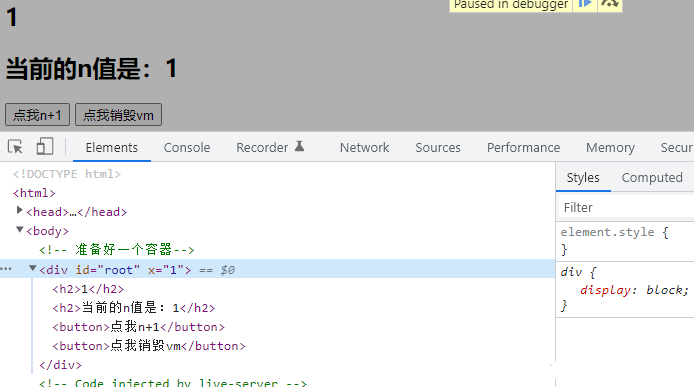 Paused in debugger
1
当前的n值是：1
点我n+1 点我销毁vm
Elements Console Recorder Network Sources Performance Memory Secur
<!DOCTYPE html>
<html>
<head>…</head>
<body>
<!-- 准备好一个容器-->
<div id="root" x="1"> == $0
<h2>1</h2>
<h2>当前的n值是：1</h2>
<button>点我n+1</button>
<button>点我销毁vm</button>
</div>
<!-- Code injected by live-server -->
Styles Computed
Filter
element.style {
}
div {
display: block;
}